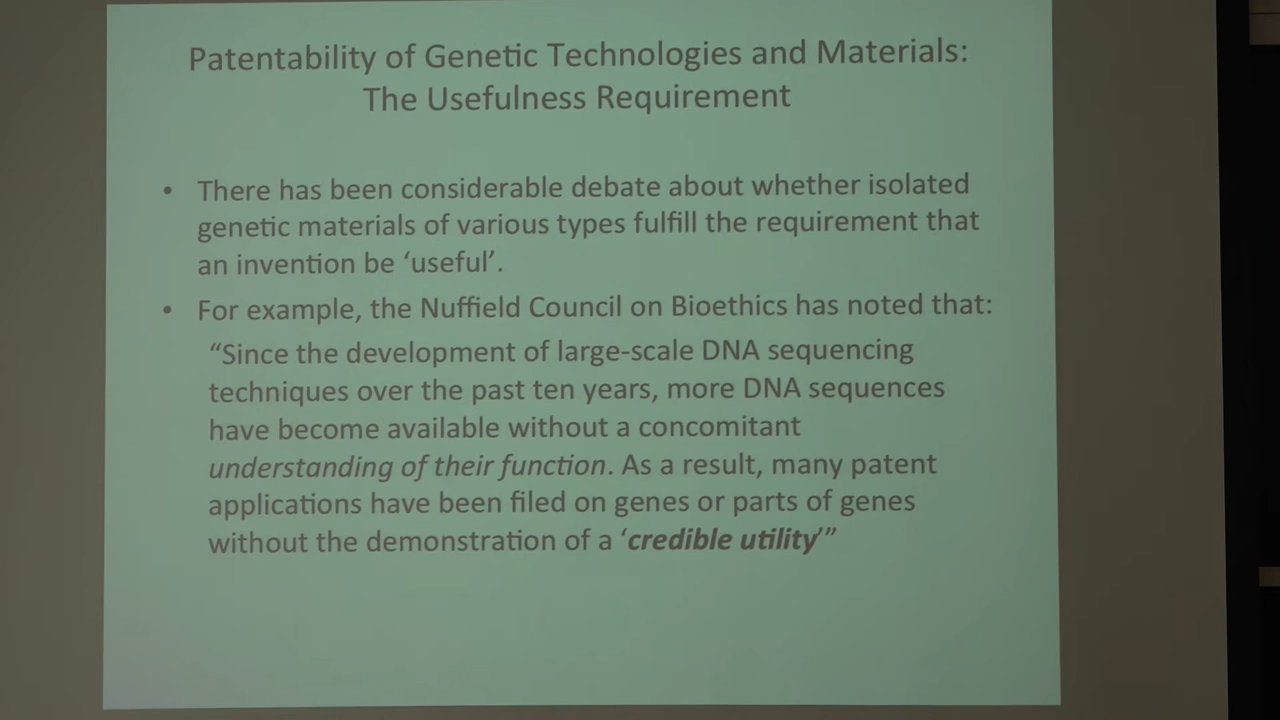 Patentability of Genetic Technologies and Materials:
The Usefulness Requirement
• There has been considerable debate about whether isolated
genetic materials of various types fulfill the requirement that
an invention be ‘useful’.
• For example, the Nuffield Council on Bioethics has noted that:
“Since the development of large-scale DNA sequencing
techniques over the past ten years, more DNA sequences
have become available without a concomitant
understanding of their function. As a result, many patent
applications have been filed on genes or parts of genes
without the demonstration of a ‘credible utility’”